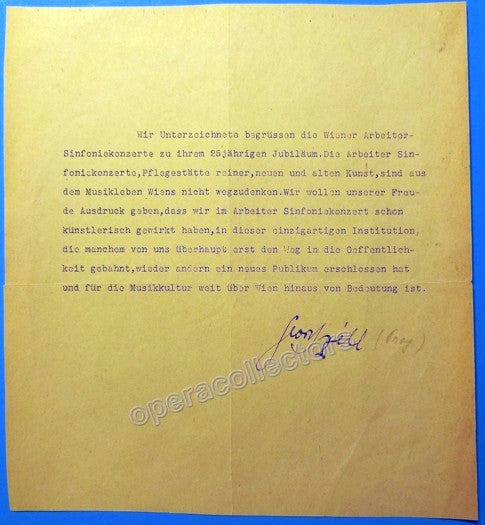 Wir Unterzeichnete begrüssen die Wiener Arbeiter-
Sinfoniekonzerte zu ihrem 25jährigen Jubiläum.Die Arbeiter Sin-
foniekonzerte,Pflegestätte reiner,neuen und alten Kunst,sind aus
dem Musikleben Wiens nicht wegzudenken.Wir wollen unserer Freu-
de Ausdruck geben,dass wir im Arbeiter Sinfoniekonzert schon
künstlerisch gewirkt haben,in dieser einzigartigen Institution,
die manchem von uns überhaupt erst den Weg in die Oeffentlich-
keit gebahnt,wieder andern ein neues Publikum erschlossen hat
und für die Musikkultur weit über Wien hinaus von Bedeutung ist.
(Prag)
operacollectors